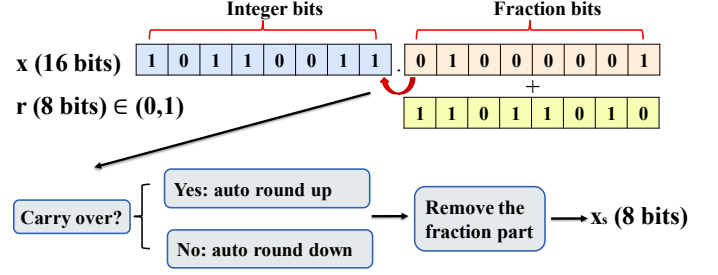 Integer bits Fraction bits
x (16 bits) 1 0 1 1 0 0 1 1 . 0 1 0 0 0 0 0 1
+
r (8 bits) ∈ (0,1) 1 1 0 1 1 0 1 0
Yes: auto round up
Carry over?
No: auto round down
Remove the
fraction part
xₛ (8 bits)